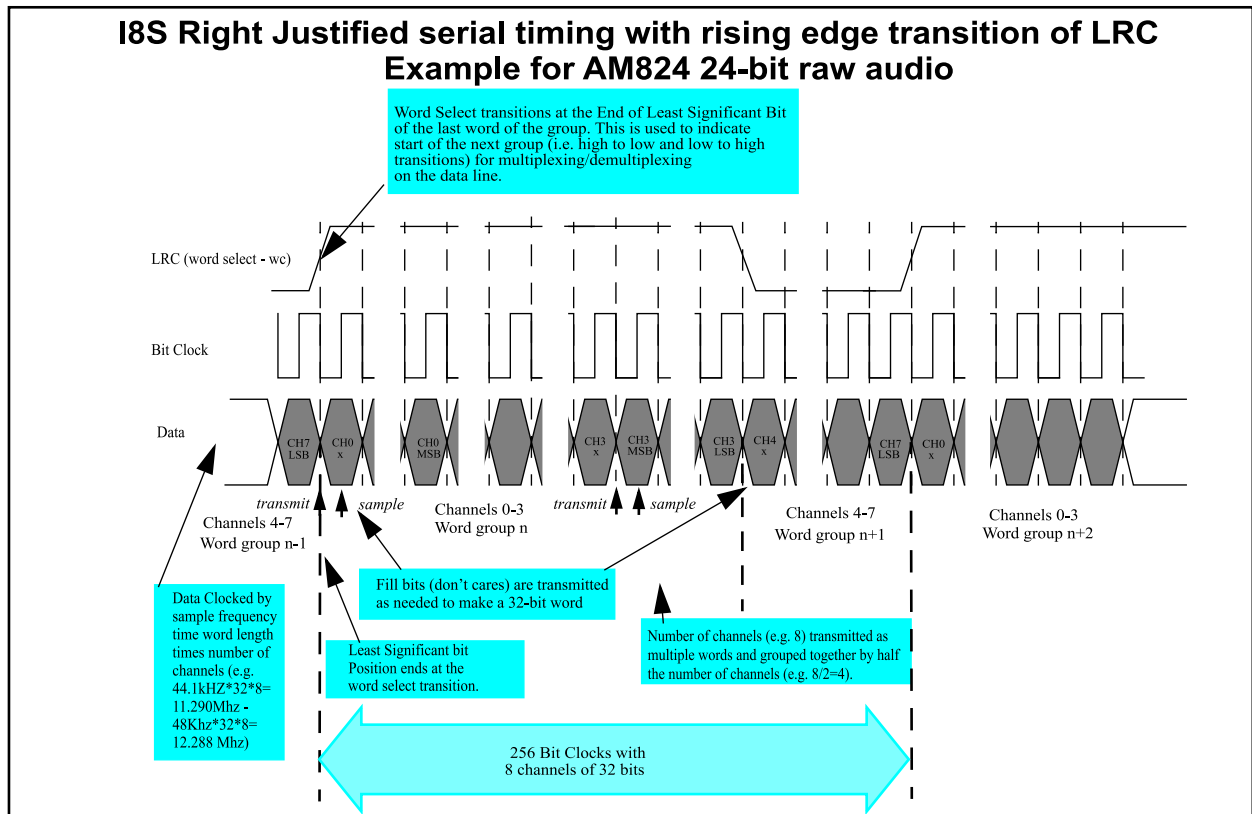 I8S Right Justified serial timing with rising edge transition of LRC
Example for AM824 24-bit raw audio
Word Select transitions at the End of Least Significant Bit
of the last word of the group. This is used to indicate
start of the next group (i.e. high to low and low to high
transitions) for multiplexing/demultiplexing
on the data line.
LRC (word select - wc)
Bit Clock
Data
CH7
LSB
CH0
x
CH0
MSB
CH3
x
CH3
MSB
CH3
LSB
CH4
x
CH7
LSB
CH0
x
transmit
sample
transmit
sample
Channels 4-7
Word group n-1
Channels 0-3
Word group n
Channels 4-7
Word group n+1
Channels 0-3
Word group n+2
Fill bits (don't cares) are transmitted
as needed to make a 32-bit word
Data Clocked by
sample frequency
time word length
times number of
channels (e.g.
44.1kHZ*32*8=
11.290Mhz -
48Khz*32*8=
12.288 Mhz)
Least Significant bit
Position ends at the
word select transition.
Number of channels (e.g. 8) transmitted as
multiple words and grouped together by half
the number of channels (e.g. 8/2=4).
256 Bit Clocks with
8 channels of 32 bits